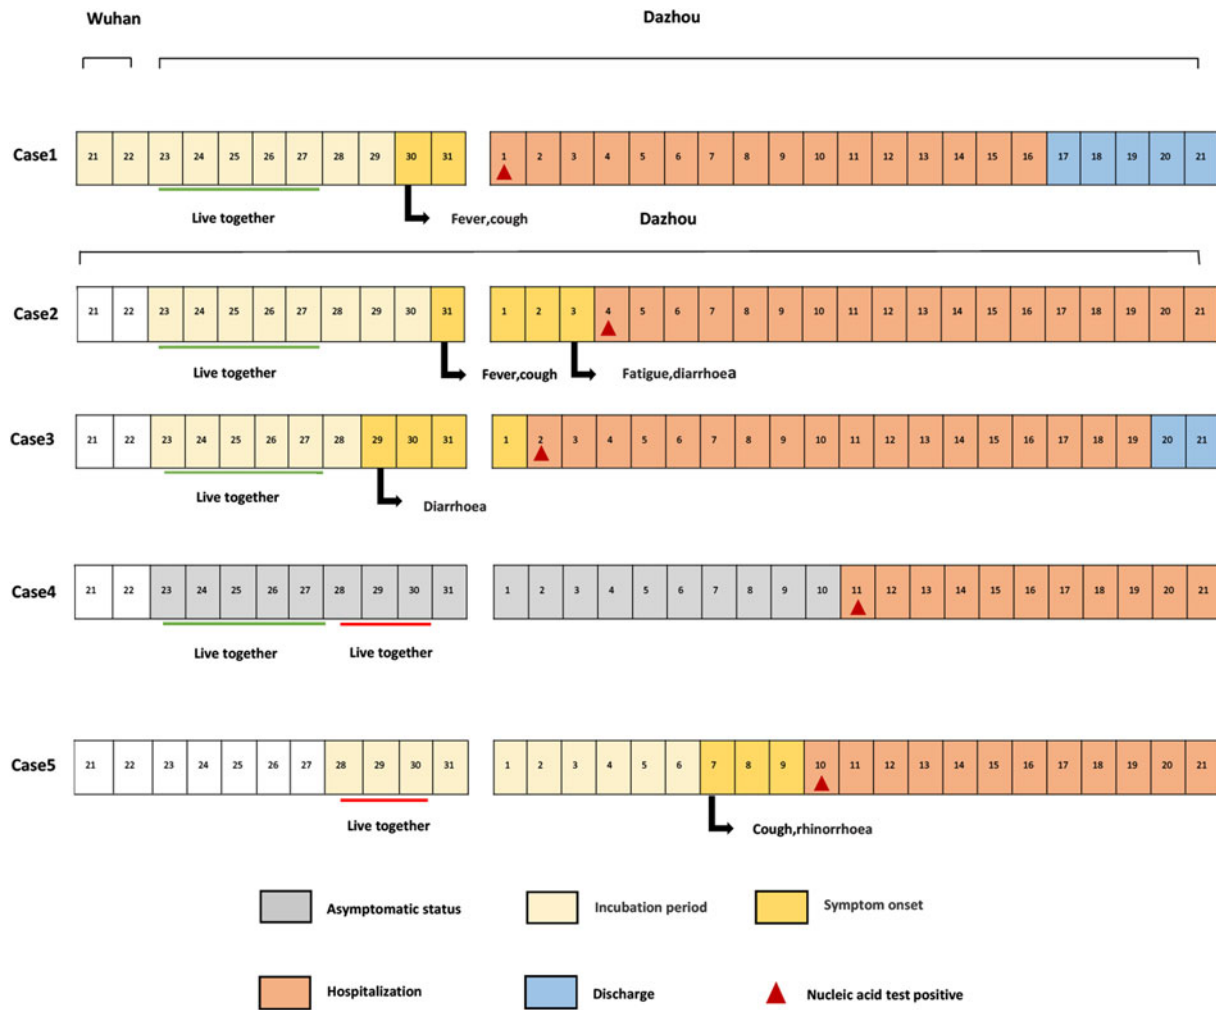 Wuhan Dazhou
Case1 21 22 23 24 25 26 27 28 29 30 31 1 2 3 4 5 6 7 8 9 10 11 12 13 14 15 16 17 18 19 20 21
Live together Fever,cough Dazhou
Case2 21 22 23 24 25 26 27 28 29 30 31 1 2 3 4 5 6 7 8 9 10 11 12 13 14 15 16 17 18 19 20 21
Live together Fever,cough Fatigue,diarrhoea
Case3 21 22 23 24 25 26 27 28 29 30 31 1 2 3 4 5 6 7 8 9 10 11 12 13 14 15 16 17 18 19 20 21
Live together Diarrhoea
Case4 21 22 23 24 25 26 27 28 29 30 31 1 2 3 4 5 6 7 8 9 10 11 12 13 14 15 16 17 18 19 20 21
Live together Live together
Case5 21 22 23 24 25 26 27 28 29 30 31 1 2 3 4 5 6 7 8 9 10 11 12 13 14 15 16 17 18 19 20 21
Live together Cough,rhinorrhoea
Asymptomatic status Incubation period Symptom onset
Hospitalization Discharge Nucleic acid test positive